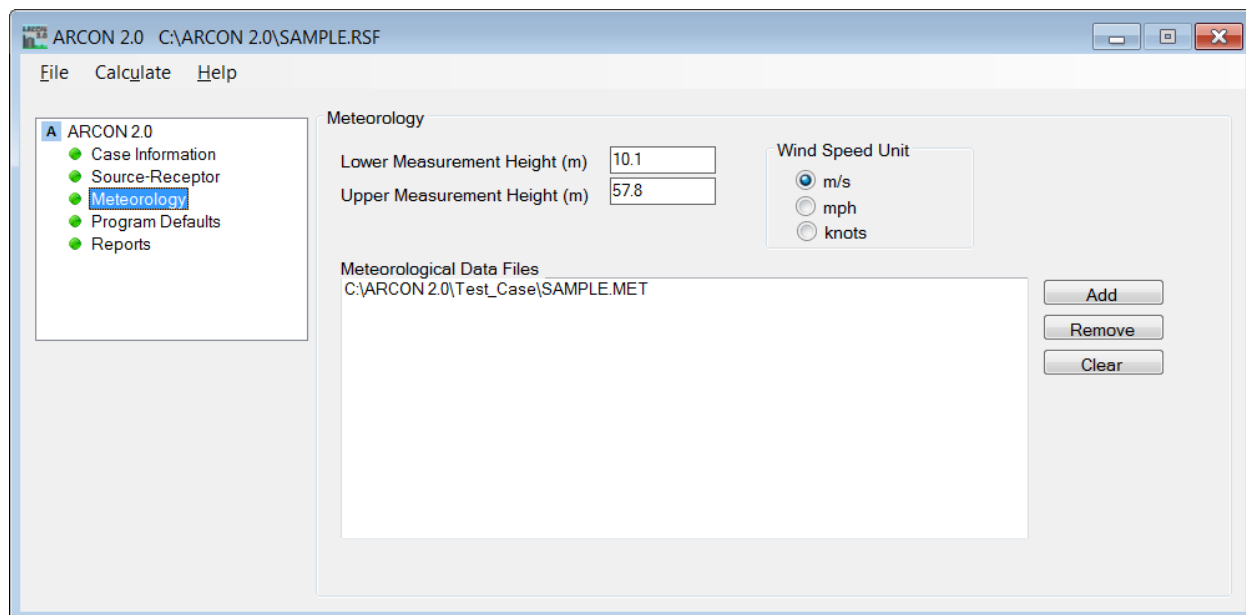 ARCON 2.0 C:\ARCON 2.0\SAMPLE.RSF
File Calculate Help
A ARCON 2.0
Case Information
Source-Receptor
Meteorology
Program Defaults
Reports
Meteorology
Lower Measurement Height (m) 10.1
Upper Measurement Height (m) 57.8
Wind Speed Unit
m/s
mph
knots
Meteorological Data Files
C:\ARCON 2.0\Test_Case\SAMPLE.MET
Add
Remove
Clear